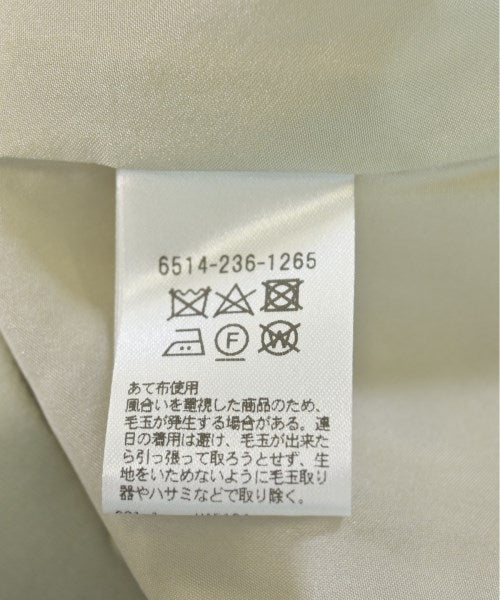 6514-236-1265
F
W
あて布使用
風合いを重視した商品のため、
毛玉が発生する場合がある。連
日の着用は避け、毛玉が出来た
ら引っ張って取ろうとせず、生
地をいためないように毛玉取り
器やハサミなどで取り除く。